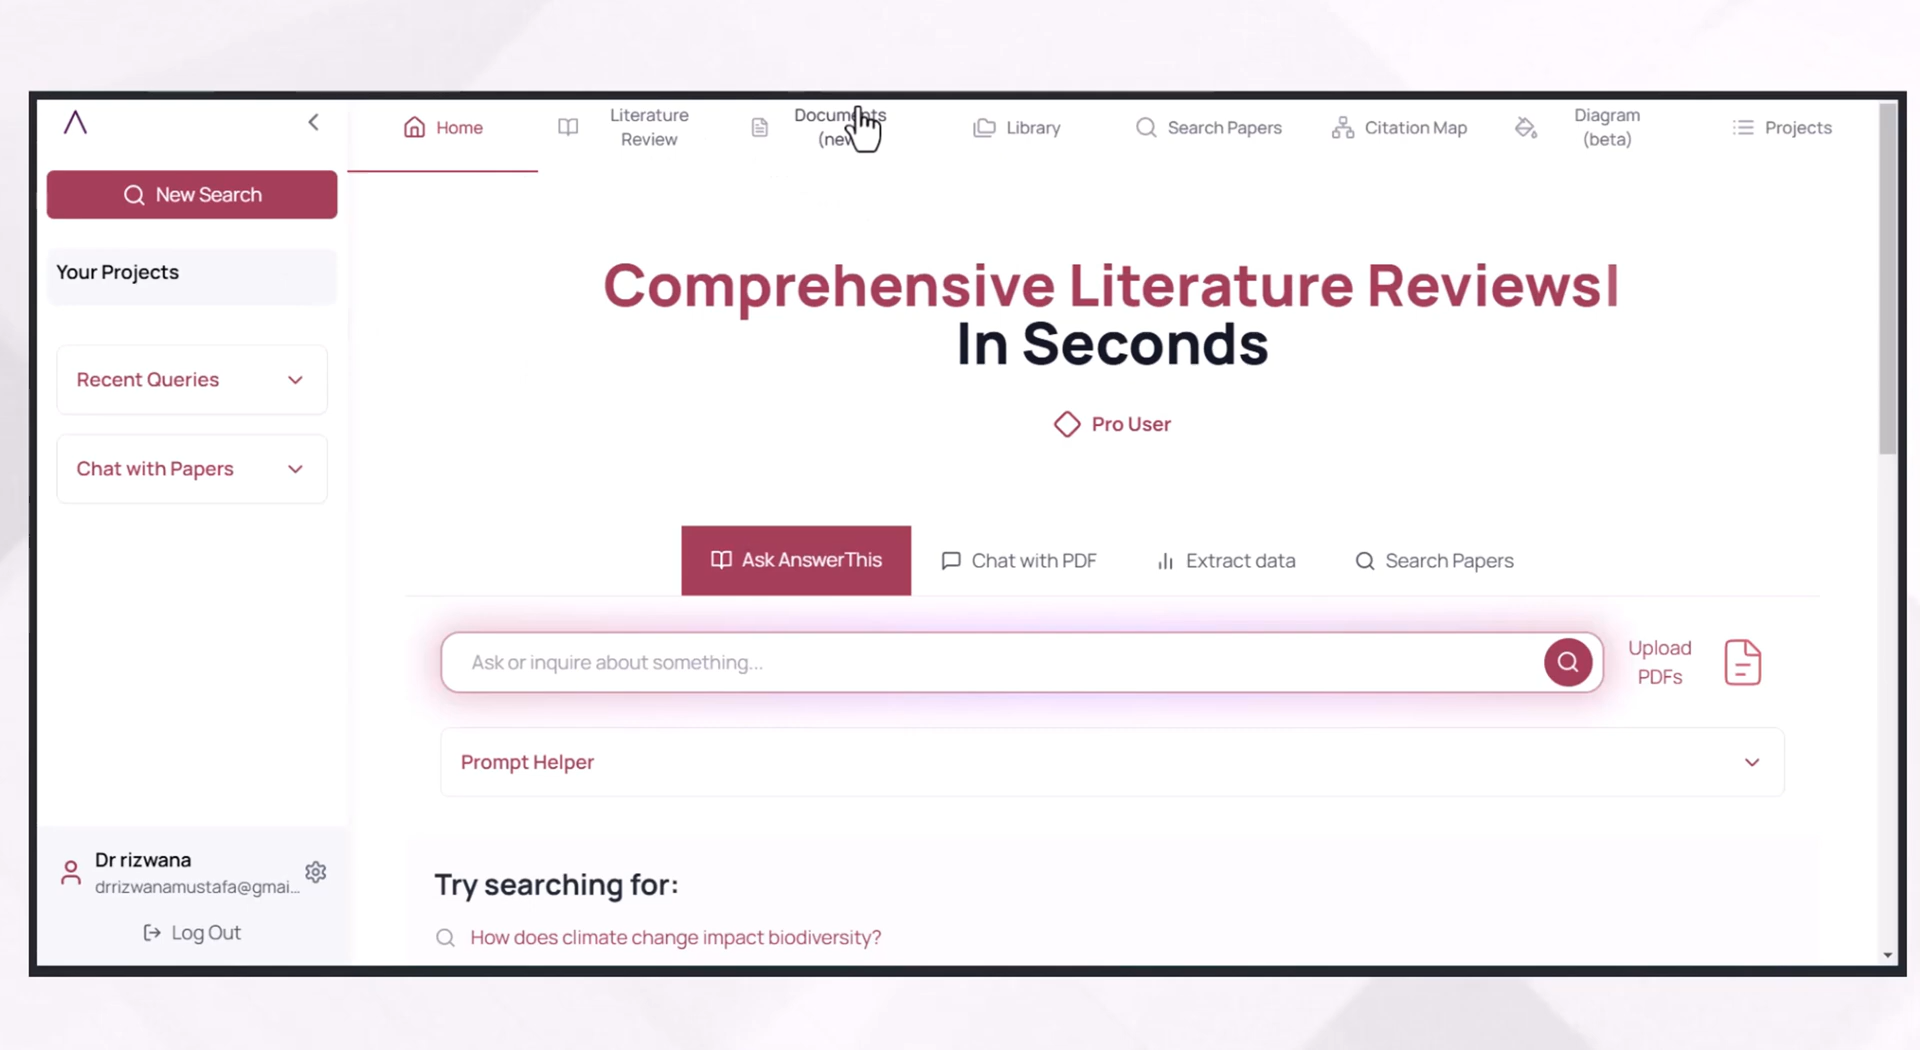 Home
Literature
Review
Documents
(new
Library
Search Papers
Citation Map
Diagram
(beta)
Projects
New Search
Your Projects
Recent Queries
Chat with Papers
Comprehensive Literature Reviews
In Seconds
Pro User
Ask AnswerThis
Chat with PDF
Extract data
Search Papers
Ask or inquire about something...
Upload
PDFs
Prompt Helper
Try searching for:
How does climate change impact biodiversity?
Dr rizwana
drrizwanamustafa@gmai...
Log Out